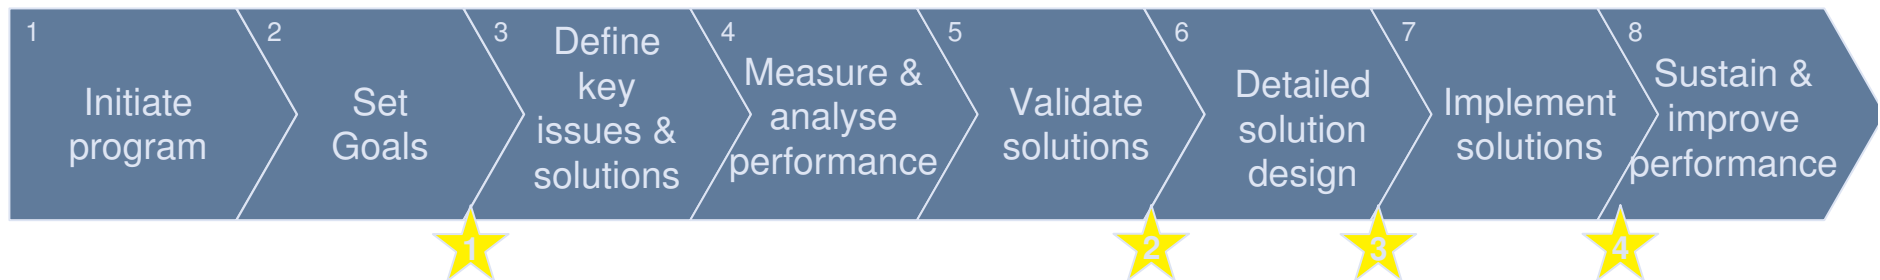 1
Initiate
program
2
Set
Goals
3
Define
key
issues &
solutions
4
Measure &
analyse
performance
5
Validate
solutions
6
Detailed
solution
design
7
Implement
solutions
8
Sustain &
improve
performance
1
2
3
4